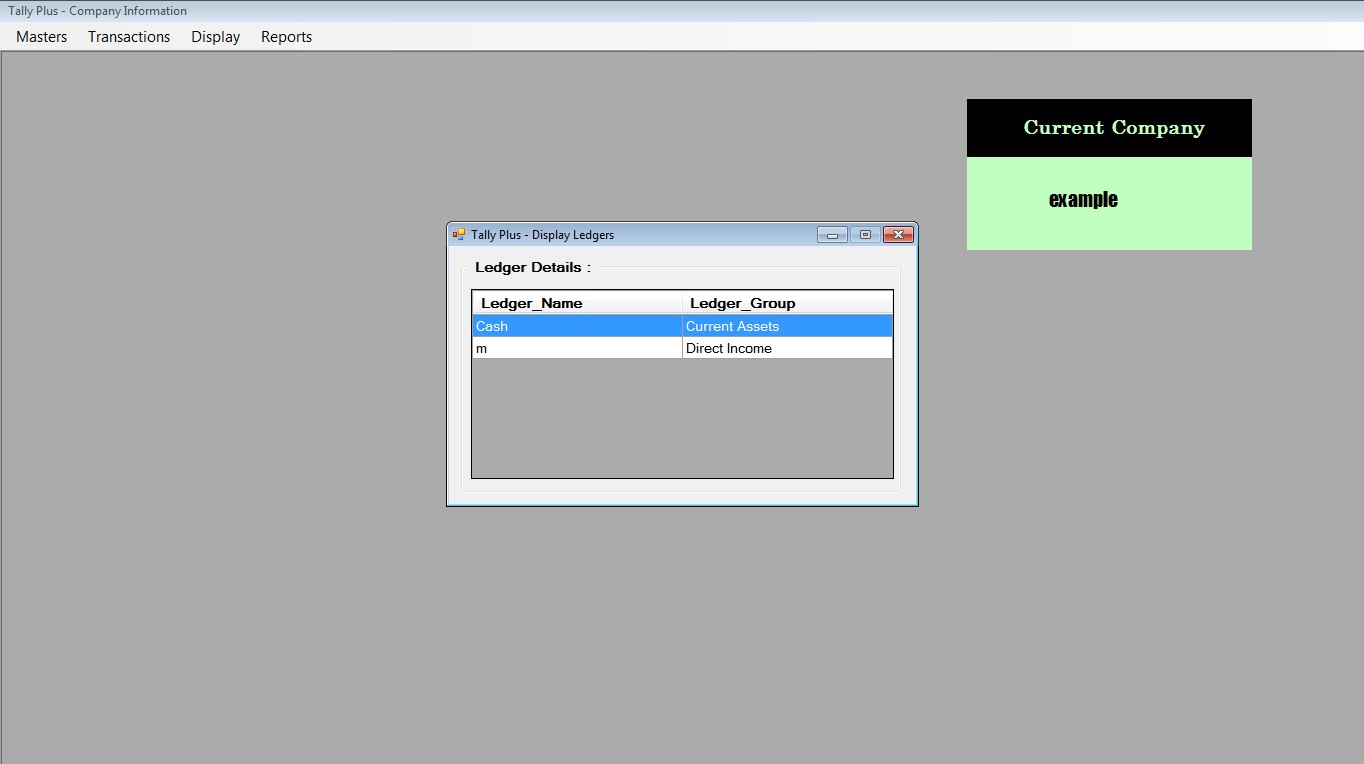 Tally Plus - Company Information
Masters Transactions Display Reports
Current Company
example
Tally Plus - Display Ledgers
Ledger Details :
Ledger_Name Ledger_Group
Cash Current Assets
m Direct Income